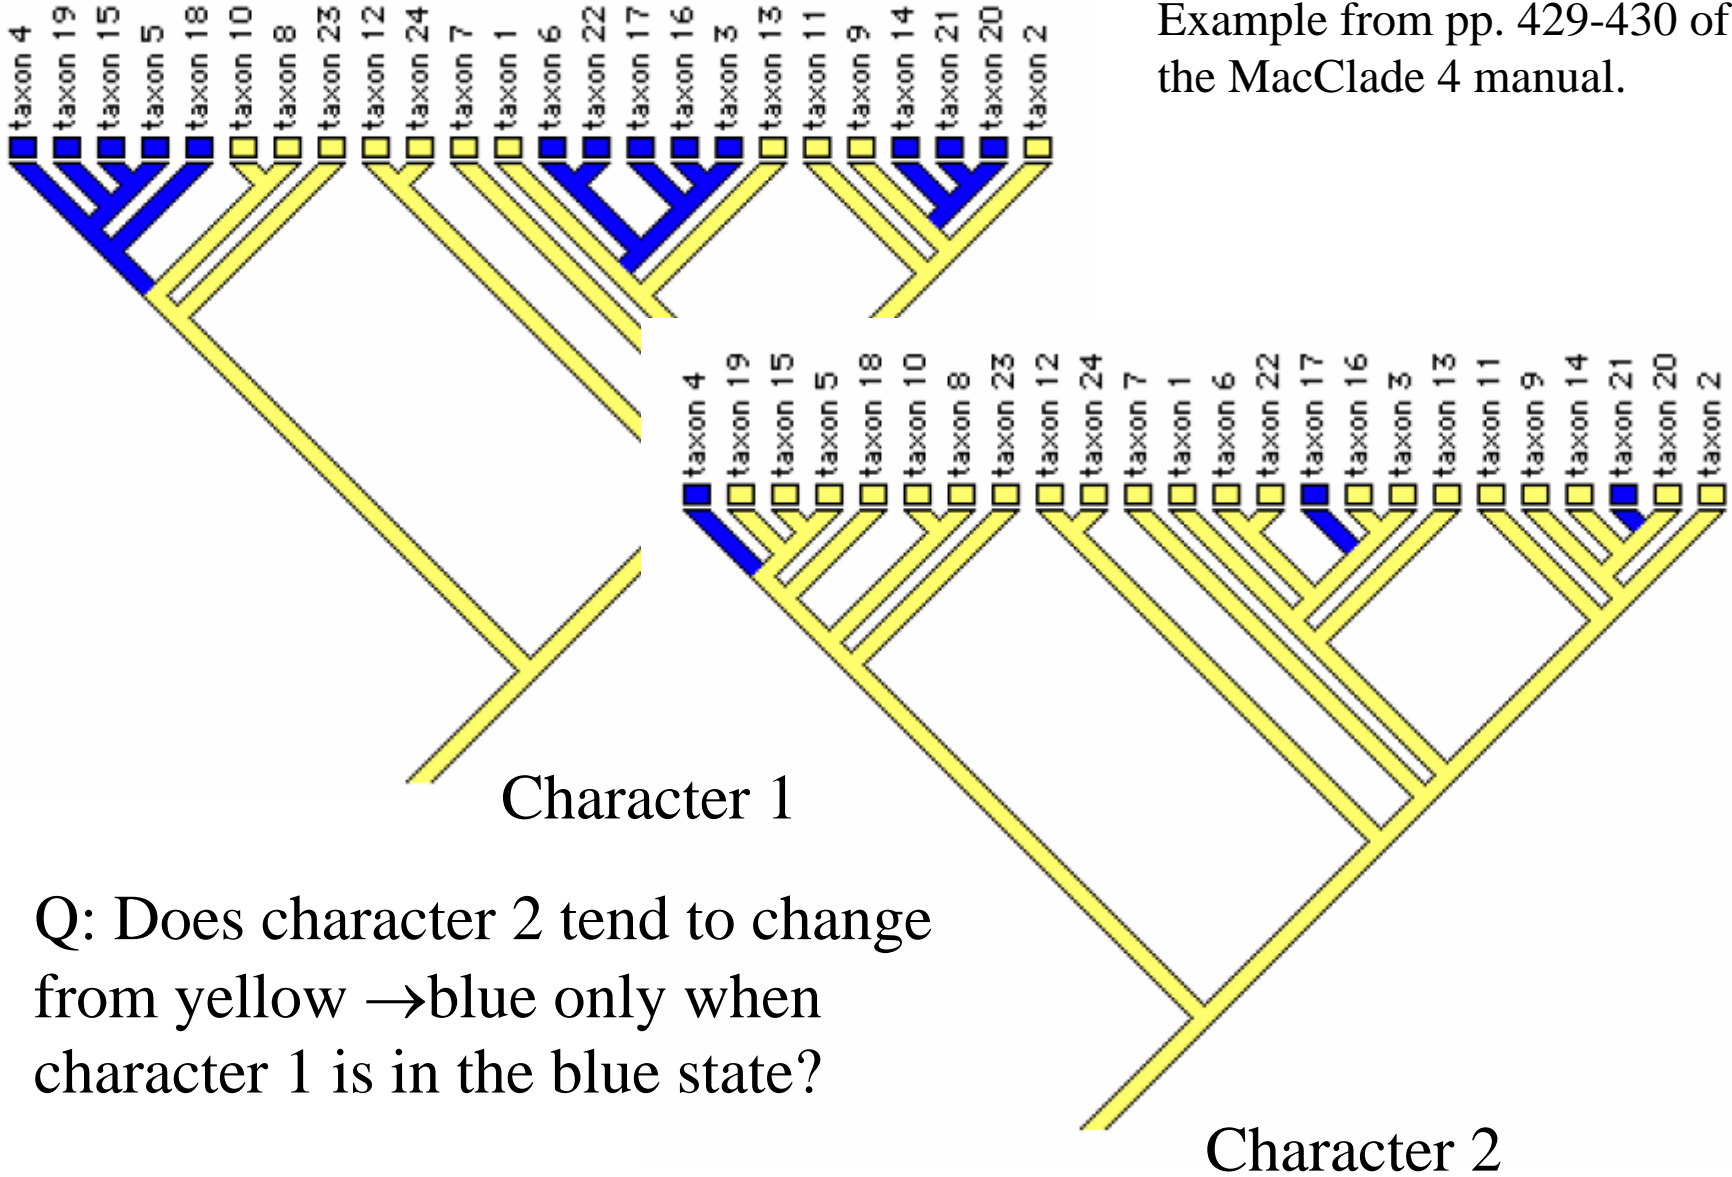 taxon 4
taxon 19
taxon 15
taxon 5
taxon 18
taxon 10
taxon 8
taxon 23
taxon 12
taxon 24
taxon 7
taxon 1
taxon 6
taxon 22
taxon 17
taxon 16
taxon 3
taxon 13
taxon 11
taxon 9
taxon 14
taxon 21
taxon 20
taxon 2
Example from pp. 429-430 of
the MacClade 4 manual.
taxon 4
taxon 19
taxon 15
taxon 5
taxon 18
taxon 10
taxon 8
taxon 23
taxon 12
taxon 24
taxon 7
taxon 1
taxon 6
taxon 22
taxon 17
taxon 16
taxon 3
taxon 13
taxon 11
taxon 9
taxon 14
taxon 21
taxon 20
taxon 2
Character 1
Q: Does character 2 tend to change
from yellow →blue only when
character 1 is in the blue state?
Character 2